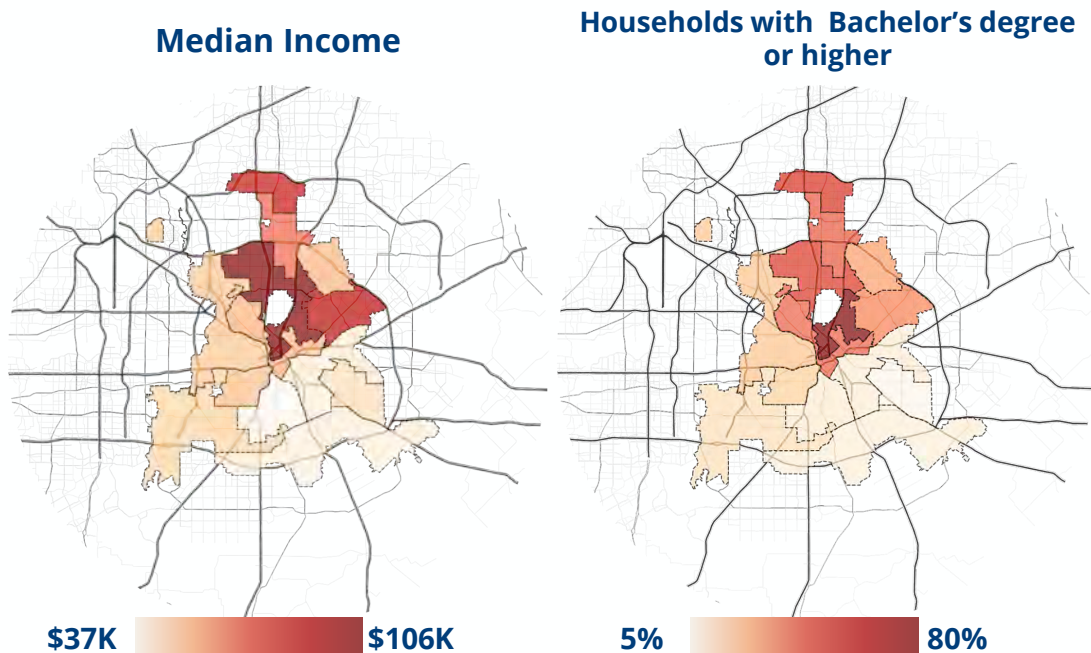 Median Income
Households with Bachelor's degree
or higher
$37K
$106K
5%
80%